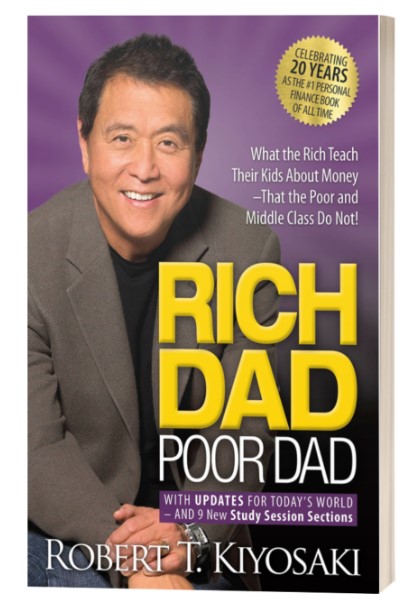 CELEBRATING
20 YEARS
AS THE #1 PERSONAL
FINANCE BOOK
OF ALL TIME
What the Rich Teach
Their Kids About Money
–That the Poor and
Middle Class Do Not!
RICH
DAD
POOR DAD
WITH UPDATES FOR TODAY'S WORLD
– AND 9 New Study Session Sections
ROBERT T. KIYOSAKI